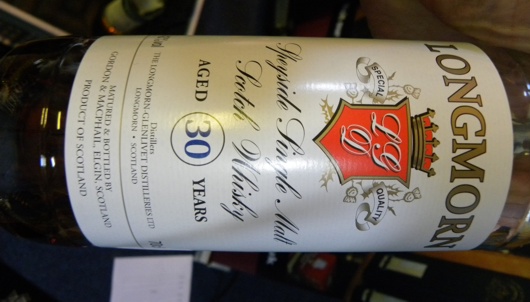 LONGMORN
SPECIAL
LG
D
QUALITY
Speyside Single Malt
Scotch Whisky
AGED 30 YEARS
Distillers
THE LONGMORN-GLENLIVET DISTILLERIES LTD
LONGMORN • SCOTLAND
MATURED & BOTTLED BY
GORDON & MACPHAIL, ELGIN, SCOTLAND
PRODUCT OF SCOTLAND